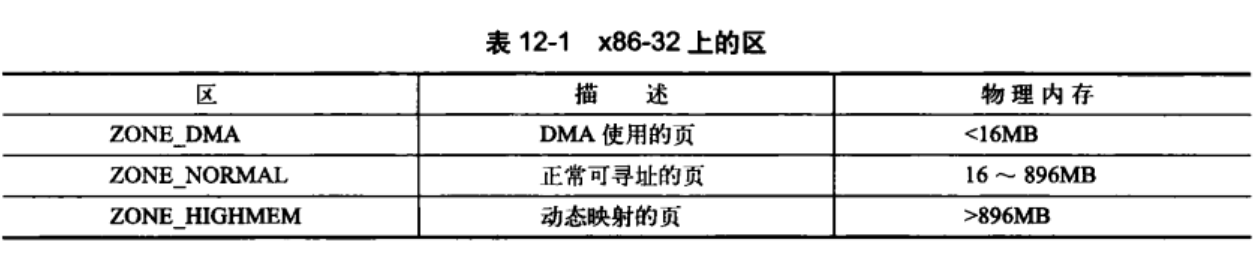 表 12-1 x86-32 上的区
区 描 述 物理内存
ZONE_DMA DMA 使用的页 <16MB
ZONE_NORMAL 正常可寻址的页 16 ~ 896MB
ZONE_HIGHMEM 动态映射的页 >896MB